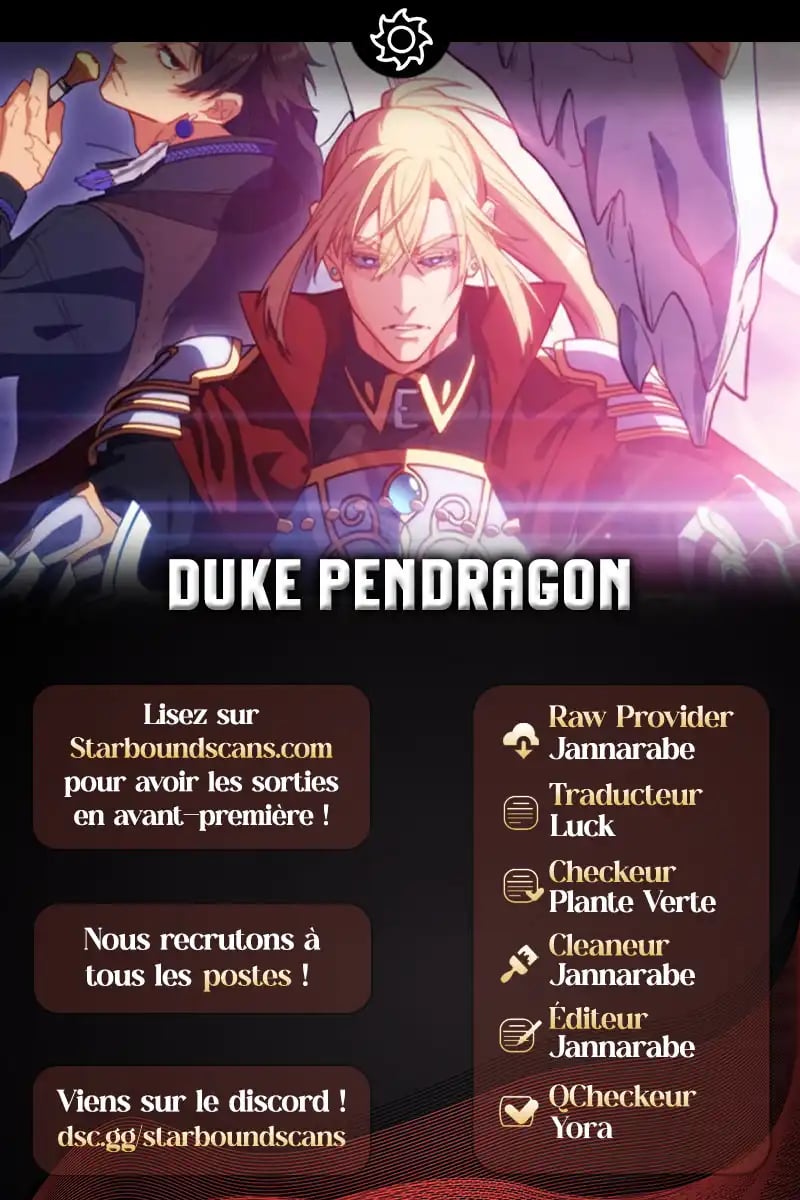 DUKE PENDRAGON
Lisez sur
Starboundscans.com
pour avoir les sorties
en avant-première !
Nous recrutons à
tous les postes !
Viens sur le discord !
dsc.gg/starboundscans
Raw Provider
Jannarabe
Traducteur
Luck
Checkeur
Plante Verte
Cleaneur
Jannarabe
Éditeur
Jannarabe
QCheckeur
Yora